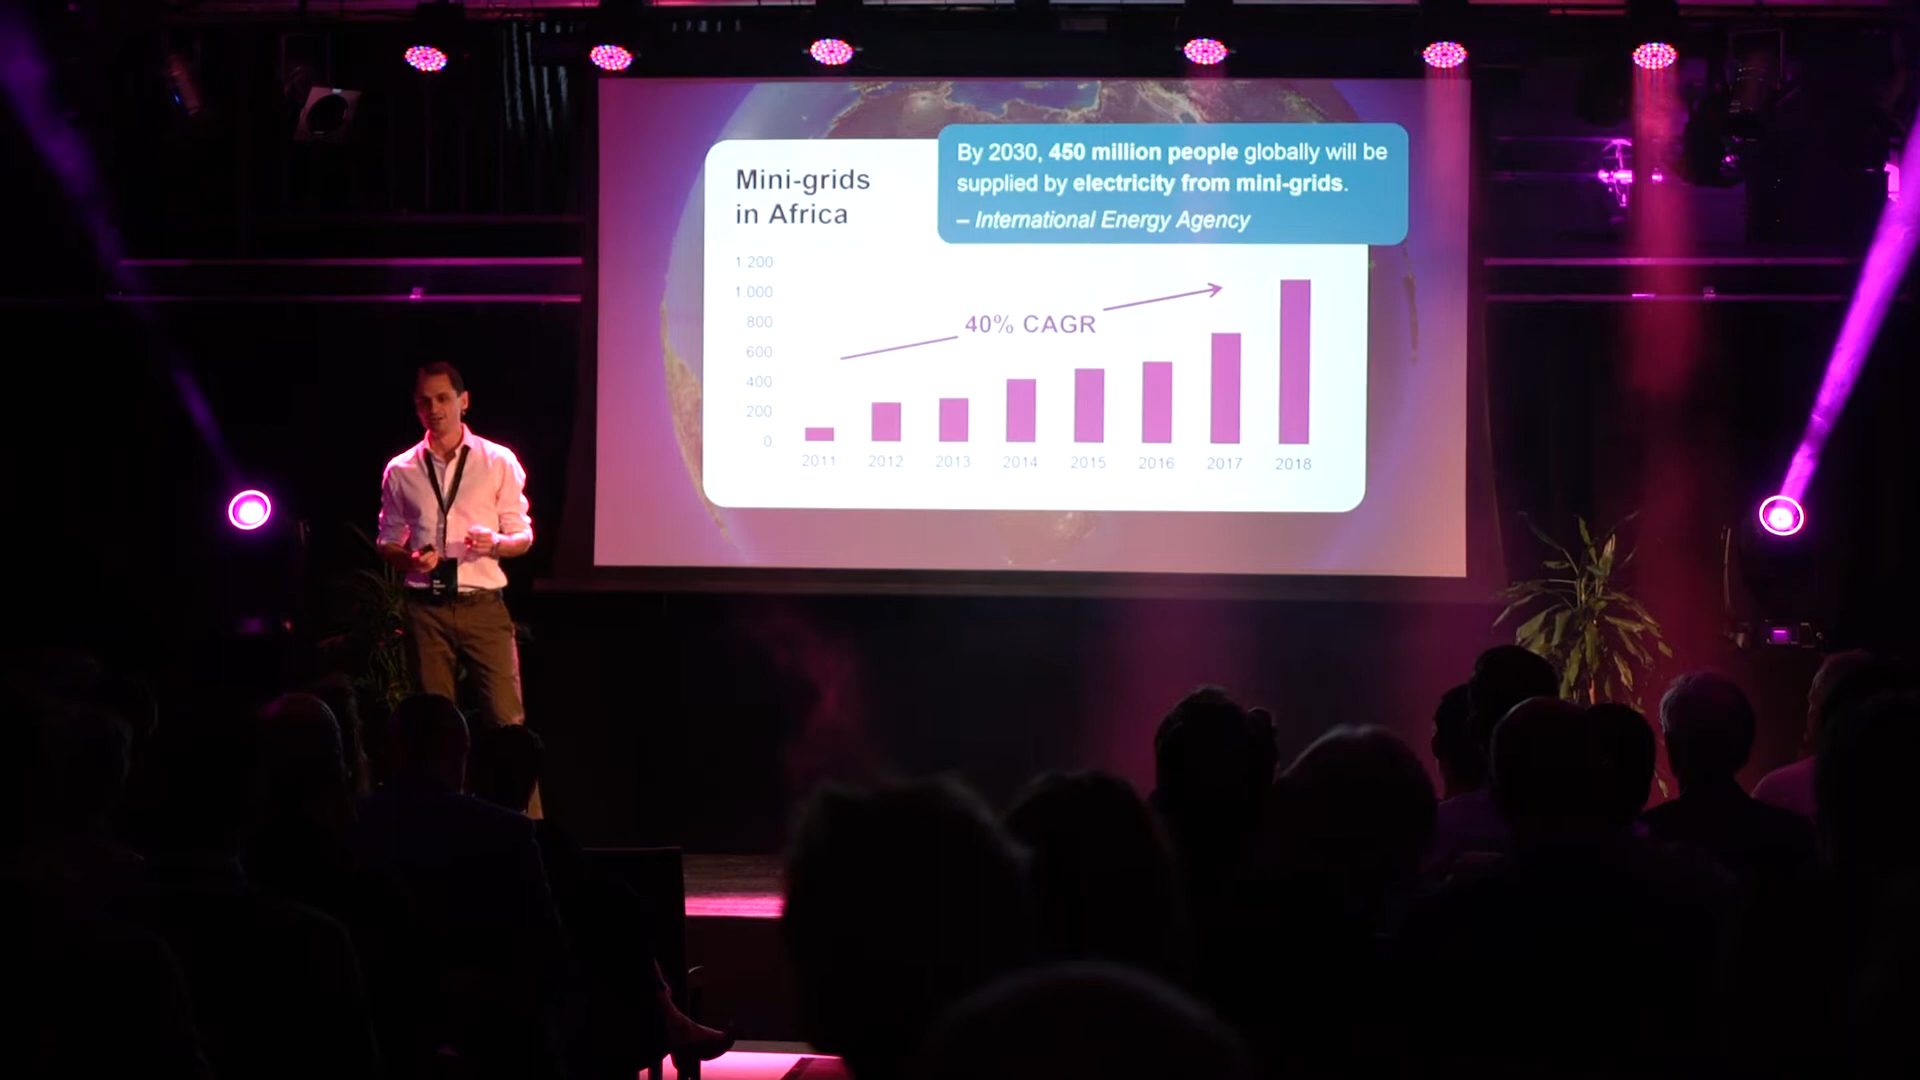 Mini-grids
in Africa
By 2030, 450 million people globally will be
supplied by electricity from mini-grids.
– International Energy Agency
1 200
1 000
800
600
400
200
0
40% CAGR
2011 2012 2013 2014 2015 2016 2017 2018